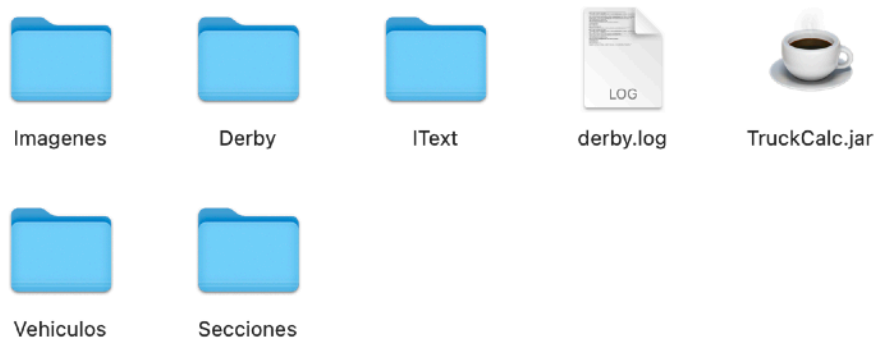 LOG
Imagenes
Derby
IText
derby.log
TruckCalc.jar
Vehiculos
Secciones